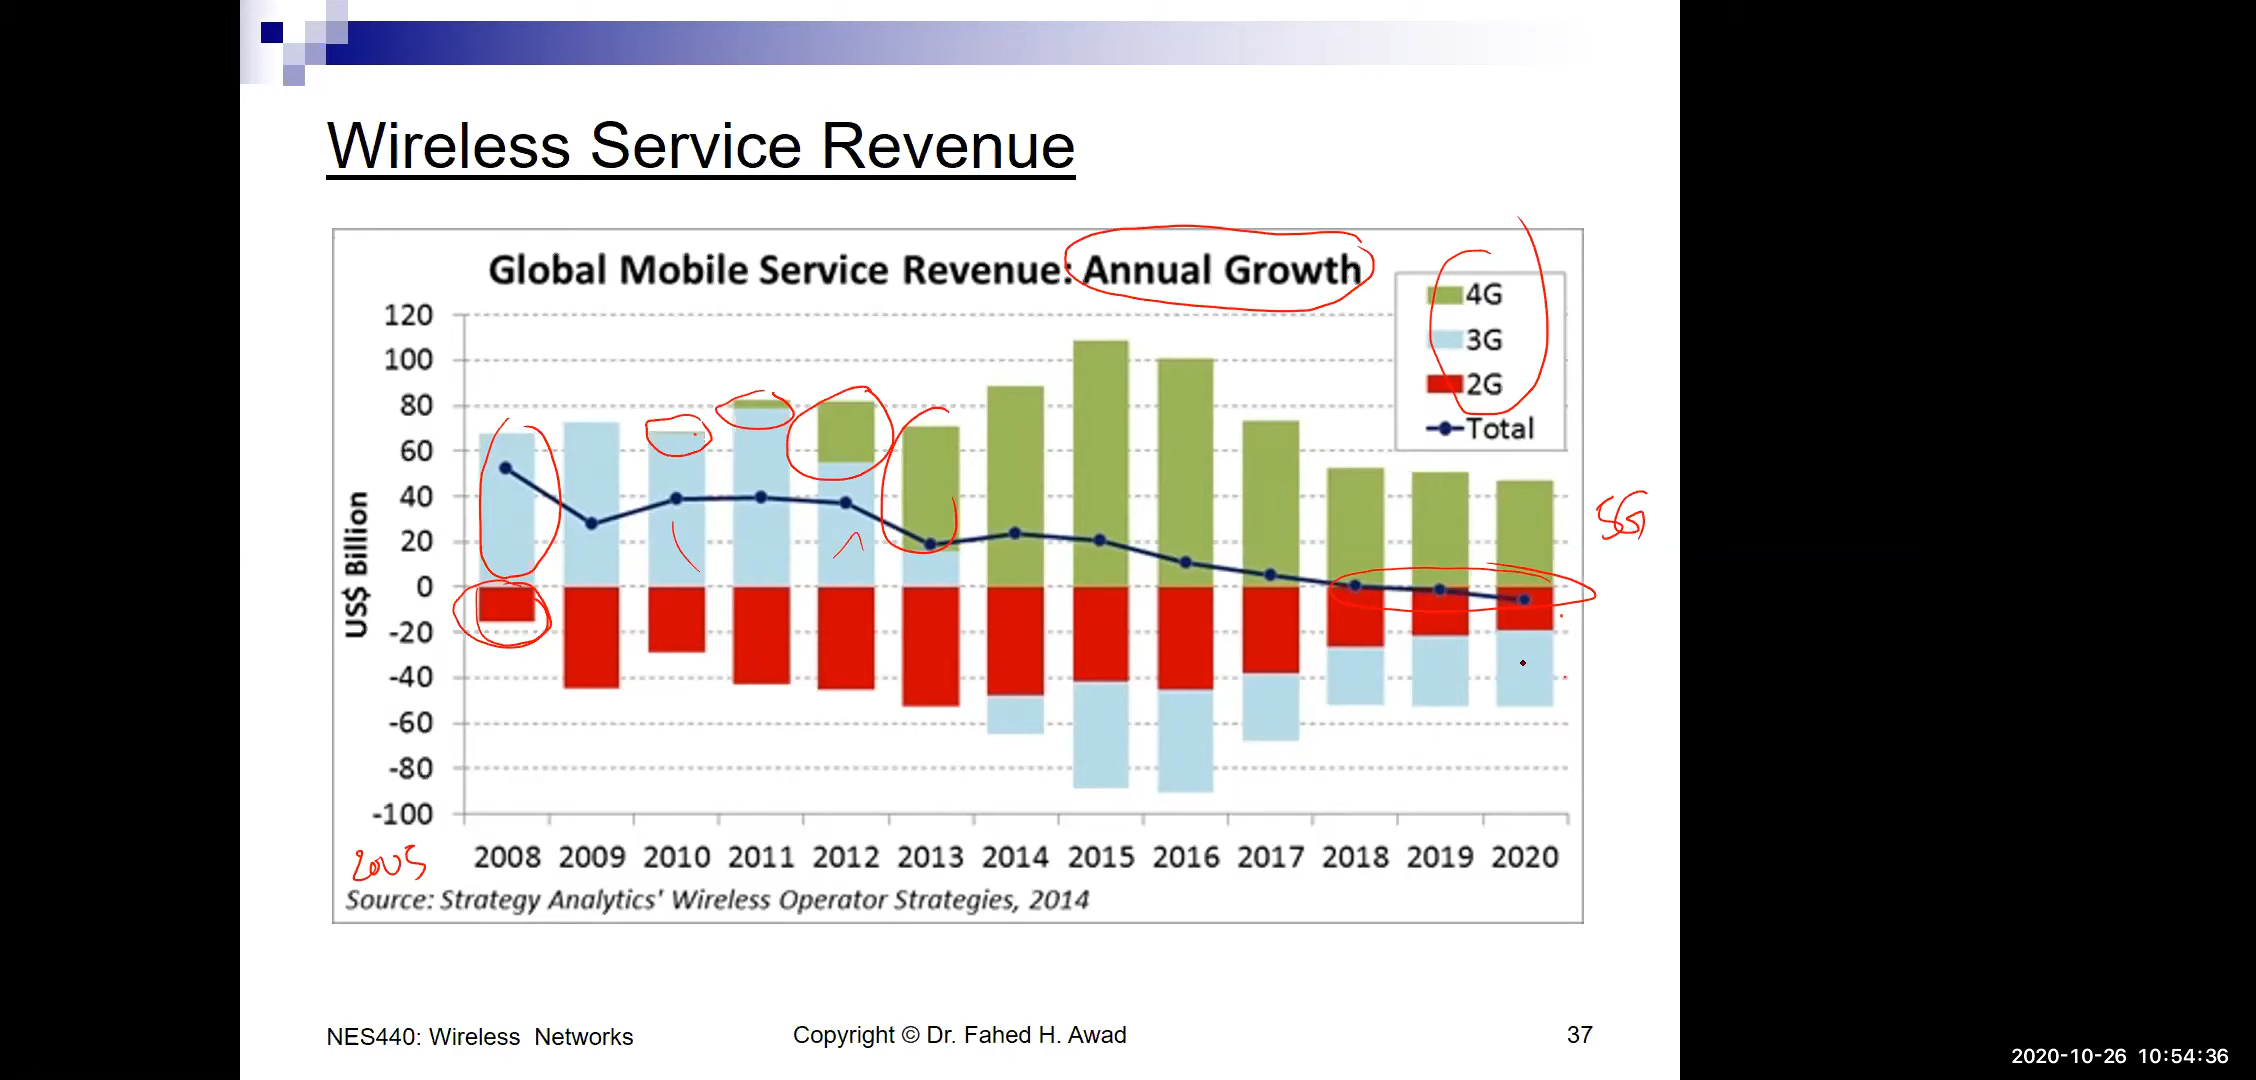 Wireless Service Revenue
Global Mobile Service Revenue: Annual Growth
4G
3G
2G
Total
120
100
80
60
40
20
0
-20
-40
-60
-80
-100
US$ Billion
5G
2005
2008 2009 2010 2011 2012 2013 2014 2015 2016 2017 2018 2019 2020
Source: Strategy Analytics' Wireless Operator Strategies, 2014
NES440: Wireless Networks
Copyright © Dr. Fahed H. Awad
37
2020-10-26 10:54:36